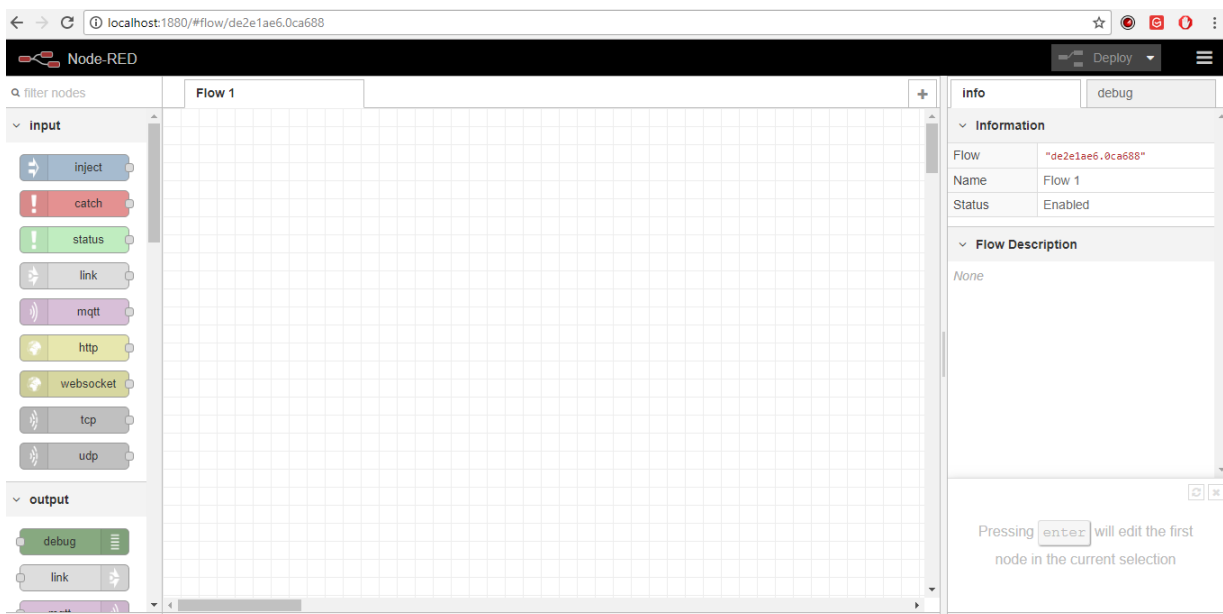 localhost:1880/#flow/de2e1ae6.0ca688
Node-RED
Deploy
filter nodes
Flow 1
+
info
debug
input
inject
catch
status
link
mqtt
http
websocket
tcp
udp
output
debug
link
mqtt
Information
Flow "de2e1ae6.0ca688"
Name Flow 1
Status Enabled
Flow Description
None
Pressing enter will edit the first
node in the current selection